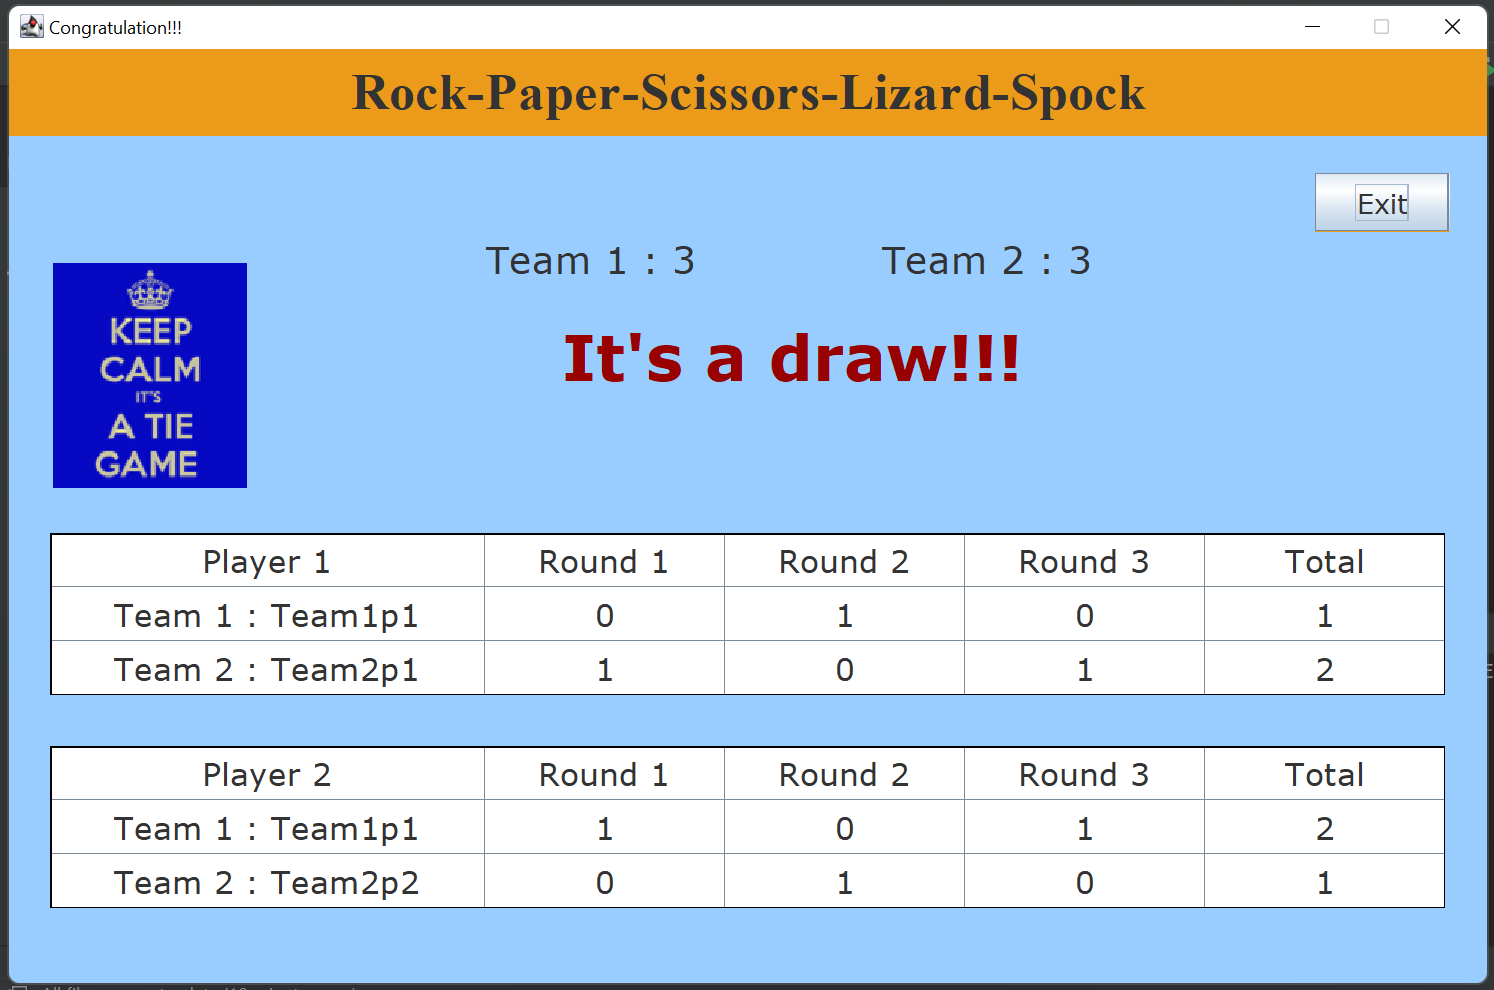 Congratulation!!!
Rock-Paper-Scissors-Lizard-Spock
Exit
Team 1 : 3 Team 2 : 3
KEEP
CALM
IT'S
A TIE
GAME
It's a draw!!!
Player 1 Round 1 Round 2 Round 3 Total
Team 1 : Team1p1 0 1 0 1
Team 2 : Team2p1 1 0 1 2
Player 2 Round 1 Round 2 Round 3 Total
Team 1 : Team1p1 1 0 1 2
Team 2 : Team2p2 0 1 0 1